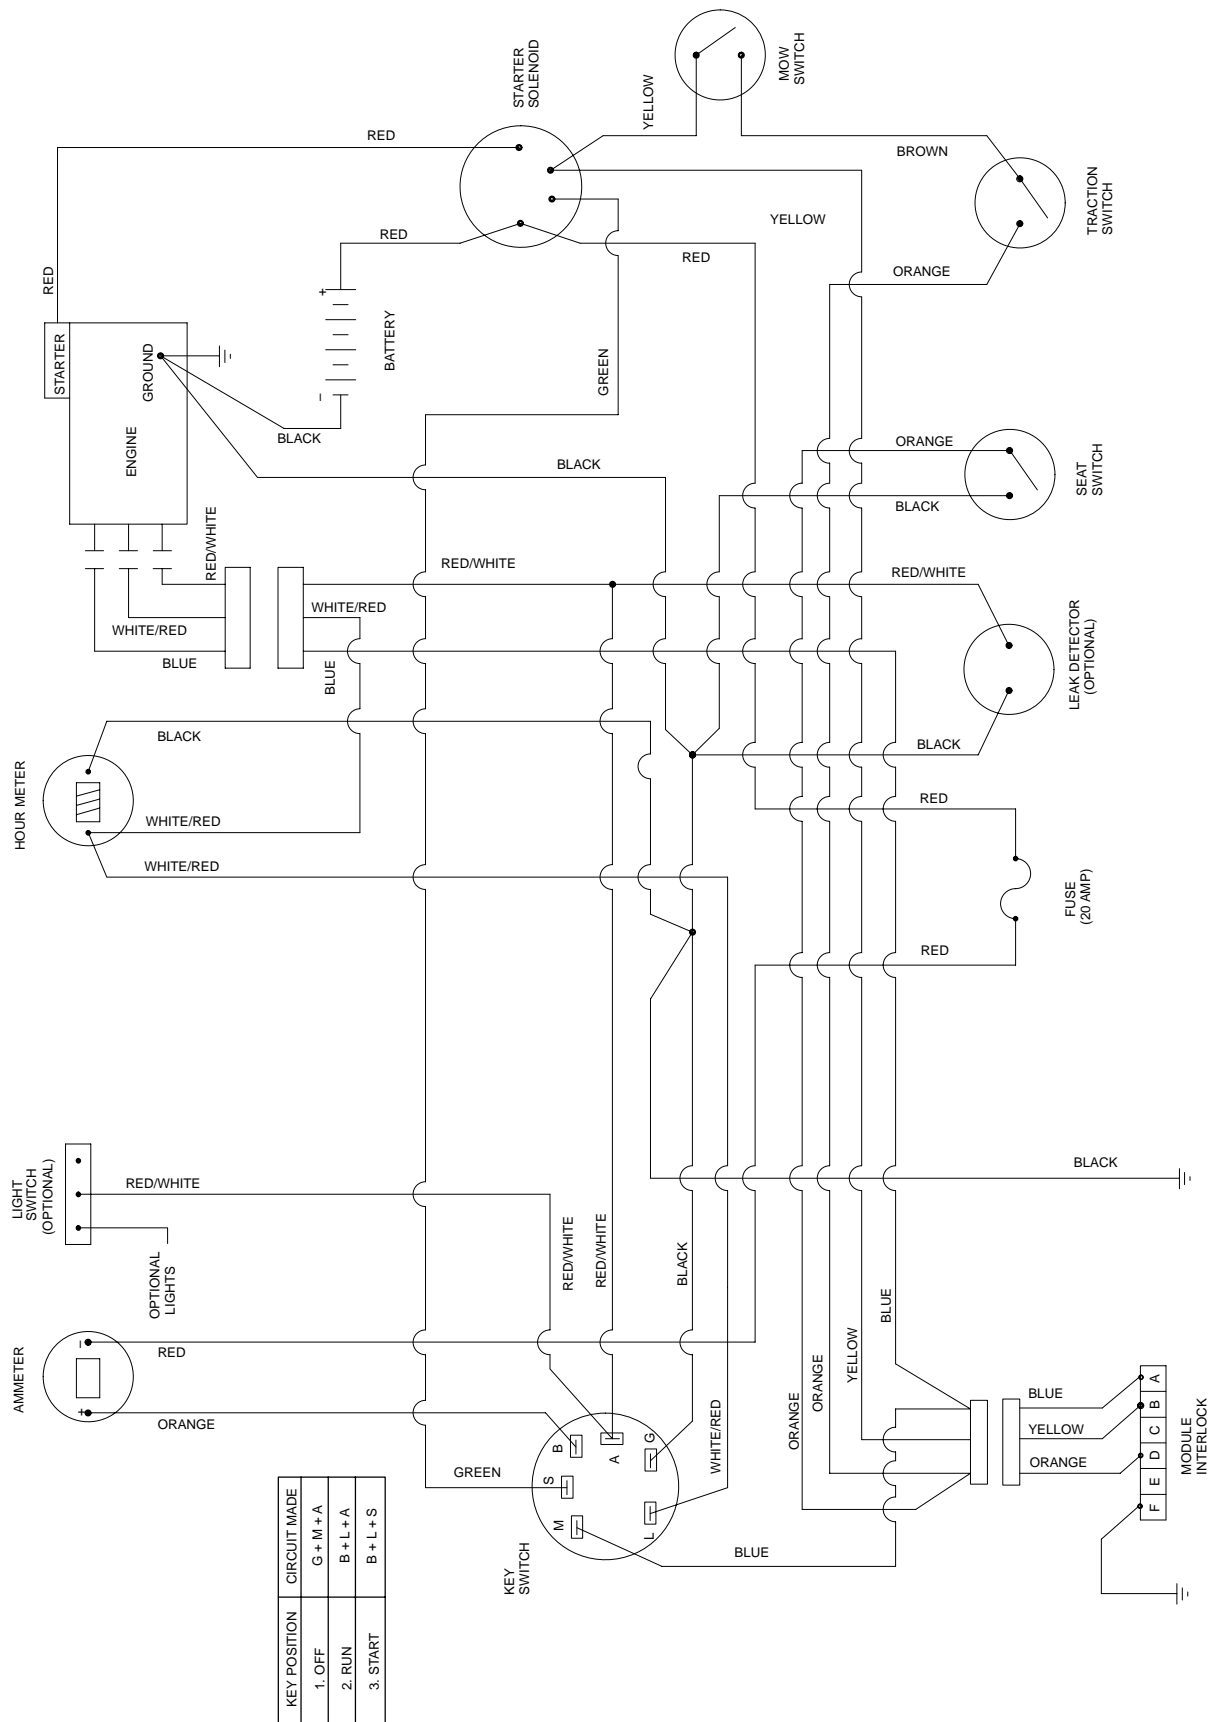 MOW
SWITCH
STARTER
SOLENOID
YELLOW
RED
BROWN
TRACTION
SWITCH
YELLOW
RED
RED
RED
ORANGE
STARTER
GROUND
ENGINE
+
BATTERY
–
GREEN
BLACK
BLACK
ORANGE
SEAT
SWITCH
BLACK
RED/WHITE
RED/WHITE
RED/WHITE
WHITE/RED
WHITE/RED
BLUE
BLUE
LEAK DETECTOR
(OPTIONAL)
BLACK
BLACK
HOUR METER
WHITE/RED
RED
WHITE/RED
FUSE
(20 AMP)
RED
BLACK
LIGHT
SWITCH
(OPTIONAL)
RED/WHITE
OPTIONAL
LIGHTS
RED/WHITE
RED/WHITE
BLACK
BLUE
AMMETER
–
+
RED
ORANGE
YELLOW
ORANGE
ORANGE
WHITE/RED
GREEN
KEY
SWITCH
B
A
G
S
M
L
BLUE
BLUE
YELLOW
ORANGE
MODULE
INTERLOCK
A
B
C
D
E
F
KEY POSITION CIRCUIT MADE
1. OFF G + M + A
2. RUN B + L + A
3. START B + L + S